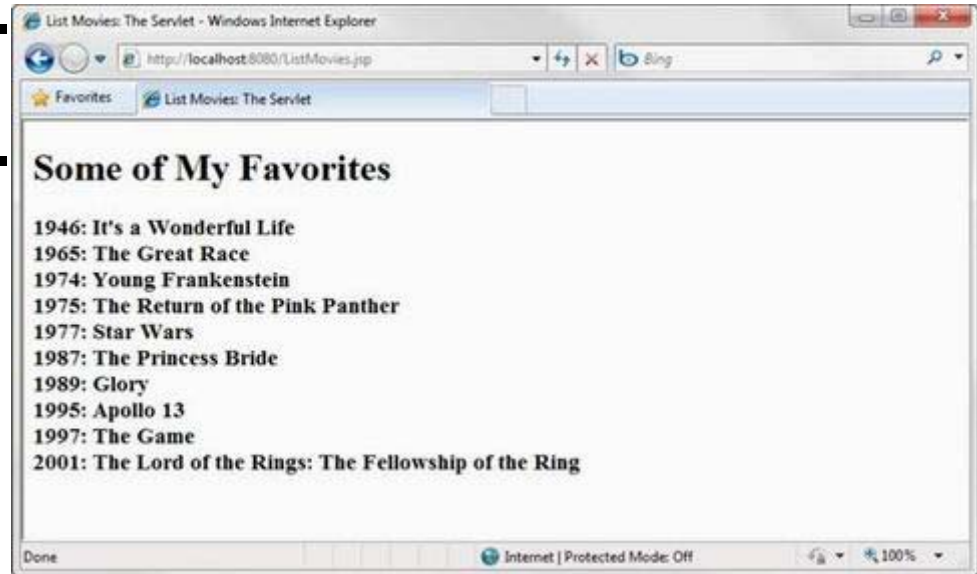 List Movies: The Servlet - Windows Internet Explorer
http://localhost:8080/ListMovies.jsp
Bing
Favorites
List Movies: The Servlet
Some of My Favorites
1946: It's a Wonderful Life
1965: The Great Race
1974: Young Frankenstein
1975: The Return of the Pink Panther
1977: Star Wars
1987: The Princess Bride
1989: Glory
1995: Apollo 13
1997: The Game
2001: The Lord of the Rings: The Fellowship of the Ring
Done
Internet | Protected Mode: Off
100%